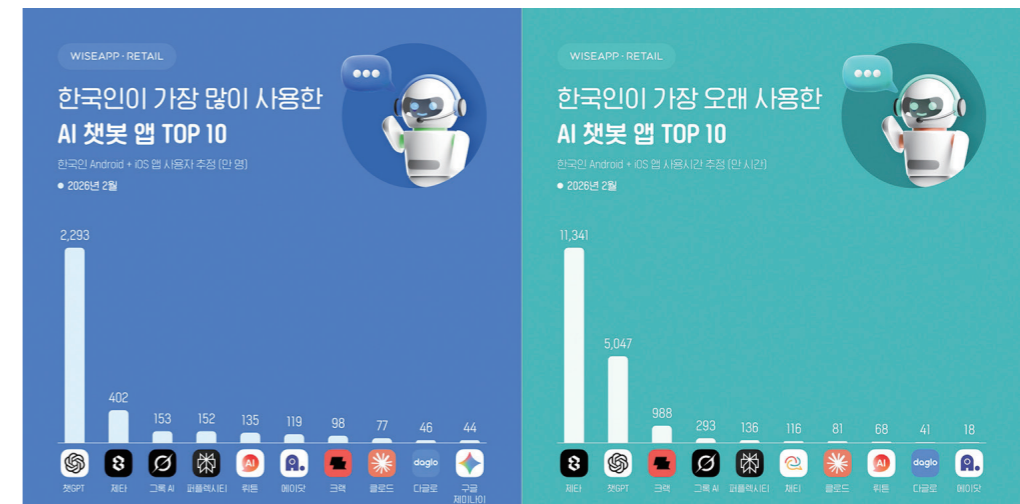 WISEAPP·RETAIL
한국인이 가장 많이 사용한
AI 챗봇 앱 TOP 10
한국인 Android + iOS 앱 사용자 추정 (만 명)
● 2026년 2월
2,293
402
153
152
135
119
98
77
46
44
AI
daglo
챗GPT
제타
그록 AI
퍼플렉시티
뤼튼
에이닷
크랙
클로드
다글로
구글
제미나이
WISEAPP·RETAIL
한국인이 가장 오래 사용한
AI 챗봇 앱 TOP 10
한국인 Android + iOS 앱 사용시간 추정 (만 시간)
● 2026년 2월
11,341
5,047
988
293
136
116
81
68
41
18
AI
daglo
제타
챗GPT
크랙
그록 AI
퍼플렉시티
채티
클로드
뤼튼
다글로
에이닷